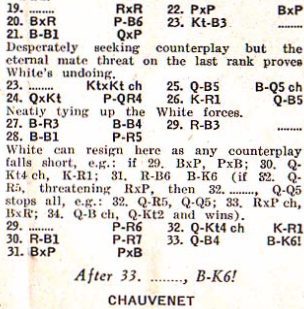 19. ........ RxR
20. BxR P-B6
21. B-B1 QxP
22. PxP BxP
23. Kt-B3 ........
Desperately seeking counterplay but the
eternal mate threat on the last rank proves
White's undoing.
23. ........ KtxKt ch
24. QxKt P-QR4
25. Q-B5 B-Q5 ch
26. K-R1 Q-B5
Neatly tying up the White forces.
27. B-R3 B-B4
28. B-B1 P-R5
29. R-B3 ........
White can resign here as any counterplay
falls short, e.g.: if 29. BxP, PxB; 30. Q-
Kt4 ch, K-R1; 31. R-B6 B-K6 (if 32. Q-
R5, threatening RxP, then 32. ........, Q-Q5
stops all, e.g.: 32. Q-R5, Q-Q5; 33. RxP ch,
BxR; 34. Q-B ch, Q-Kt2 and wins).
29. ........ P-R6
30. R-B1 P-R7
31. BxP PxB
32. Q-Kt4 ch K-R1
33. Q-B4 B-K6!
After 33. ........, B-K6!
CHAUVENET